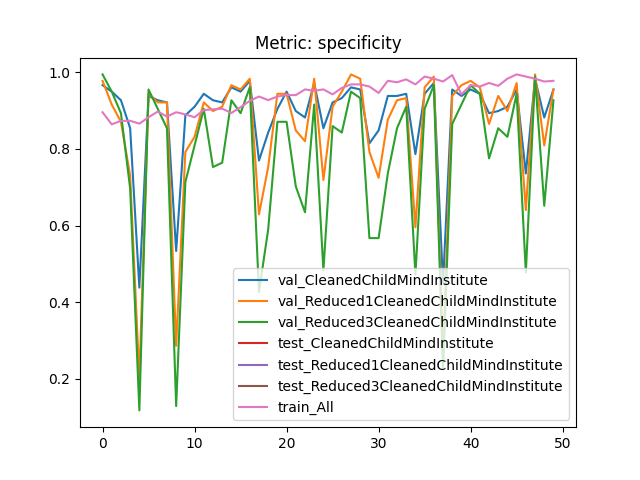 Metric: specificity
1.0
0.8
0.6
0.4
0.2
0
10
20
30
40
50
val_CleanedChildMindInstitute
val_Reduced1CleanedChildMindInstitute
val_Reduced3CleanedChildMindInstitute
test_CleanedChildMindInstitute
test_Reduced1CleanedChildMindInstitute
test_Reduced3CleanedChildMindInstitute
train_All